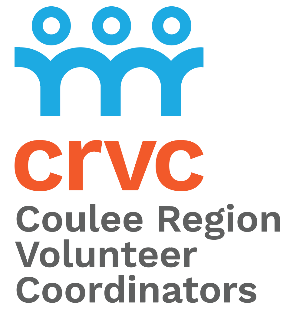 crvc
Coulee Region
Volunteer
Coordinators